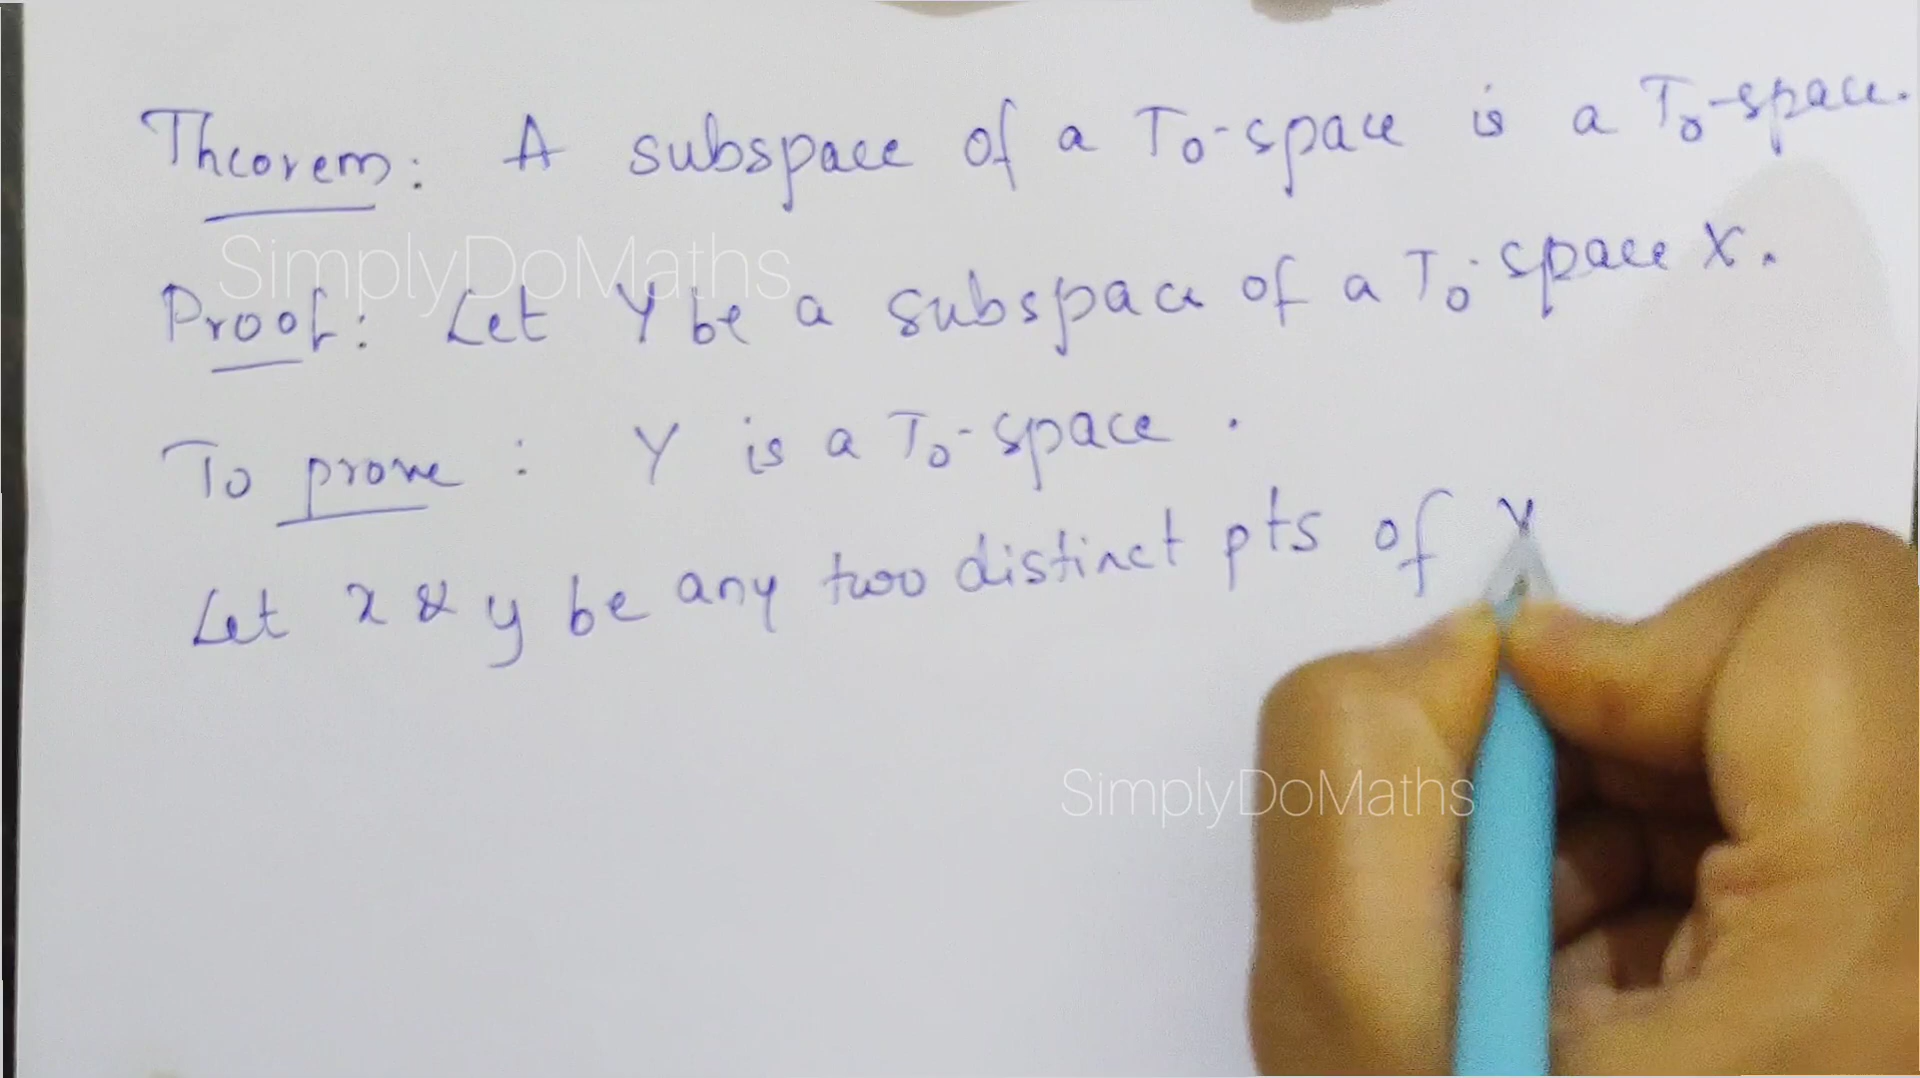 Theorem: A subspace of a T₀-space is a T₀-space.
SimplyDoMaths
Proof: Let Y be a subspace of a T₀-space X.
To prove : Y is a T₀-space.
Let x & y be any two distinct pts of Y
SimplyDoMaths